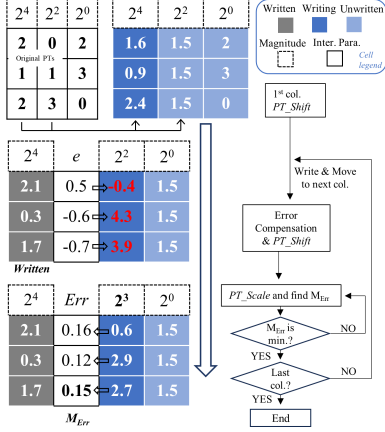 2⁴ 2² 2⁰
2 0 2
Original PTs
1 1 3
2 3 0
2⁴ 2² 2⁰
1.6 1.5 2
0.9 1.5 3
2.4 1.5 0
Written Writing Unwritten
Magnitude Inter. Para. Cell legend
2⁴ e 2² 2⁰
2.1 0.5 -0.4 1.5
0.3 -0.6 4.3 1.5
1.7 -0.7 3.9 1.5
Written
2⁴ Err 2³ 2⁰
2.1 0.16 0.6 1.5
0.3 0.12 2.9 1.5
1.7 0.15 2.7 1.5
M_Err
1st col.
PT_Shift
Write & Move
to next col.
Error
Compensation
& PT_Shift
PT_Scale and find M_Err
M_Err is
min.?
NO
YES
Last
col.?
NO
YES
End